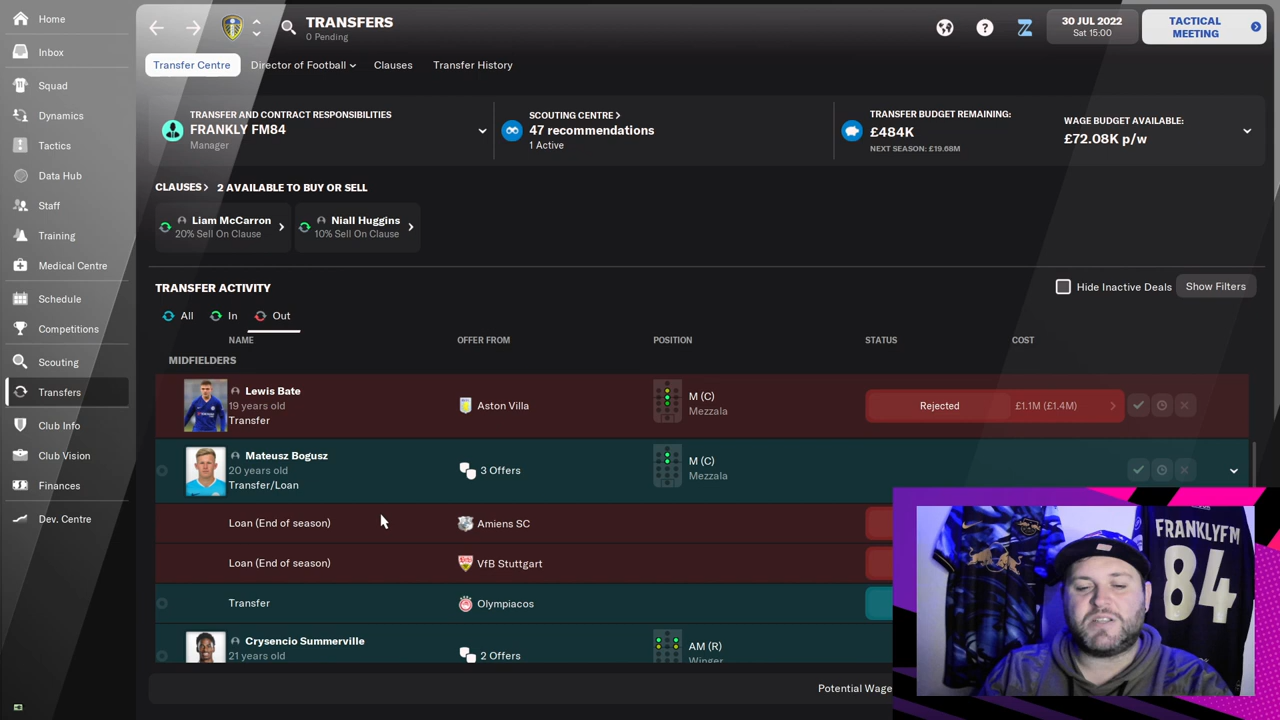 Home
Inbox
Squad
Dynamics
Tactics
Data Hub
Staff
Training
Medical Centre
Schedule
Competitions
Scouting
Transfers
Club Info
Club Vision
Finances
Dev. Centre
TRANSFERS
0 Pending
30 JUL 2022
Sat 15:00
TACTICAL
MEETING
Transfer Centre
Director of Football
Clauses
Transfer History
TRANSFER AND CONTRACT RESPONSIBILITIES
FRANKLY FM84
Manager
SCOUTING CENTRE >
47 recommendations
1 Active
TRANSFER BUDGET REMAINING:
£484K
NEXT SEASON: £19.68M
WAGE BUDGET AVAILABLE:
£72.08K p/w
CLAUSES > 2 AVAILABLE TO BUY OR SELL
Liam McCarron
20% Sell On Clause
Niall Huggins
10% Sell On Clause
TRANSFER ACTIVITY
Hide Inactive Deals
Show Filters
All In Out
NAME OFFER FROM POSITION STATUS COST
MIDFIELDERS
Lewis Bate
19 years old
Transfer
Aston Villa
M (C)
Mezzala
Rejected £1.1M (£1.4M)
Mateusz Bogusz
20 years old
Transfer/Loan
3 Offers
M (C)
Mezzala
Loan (End of season) Amiens SC
Loan (End of season) VfB Stuttgart
Transfer Olympiacos
Crysencio Summerville
21 years old
2 Offers
AM (R)
Winger
Potential Wage
FRANKLYFM
84